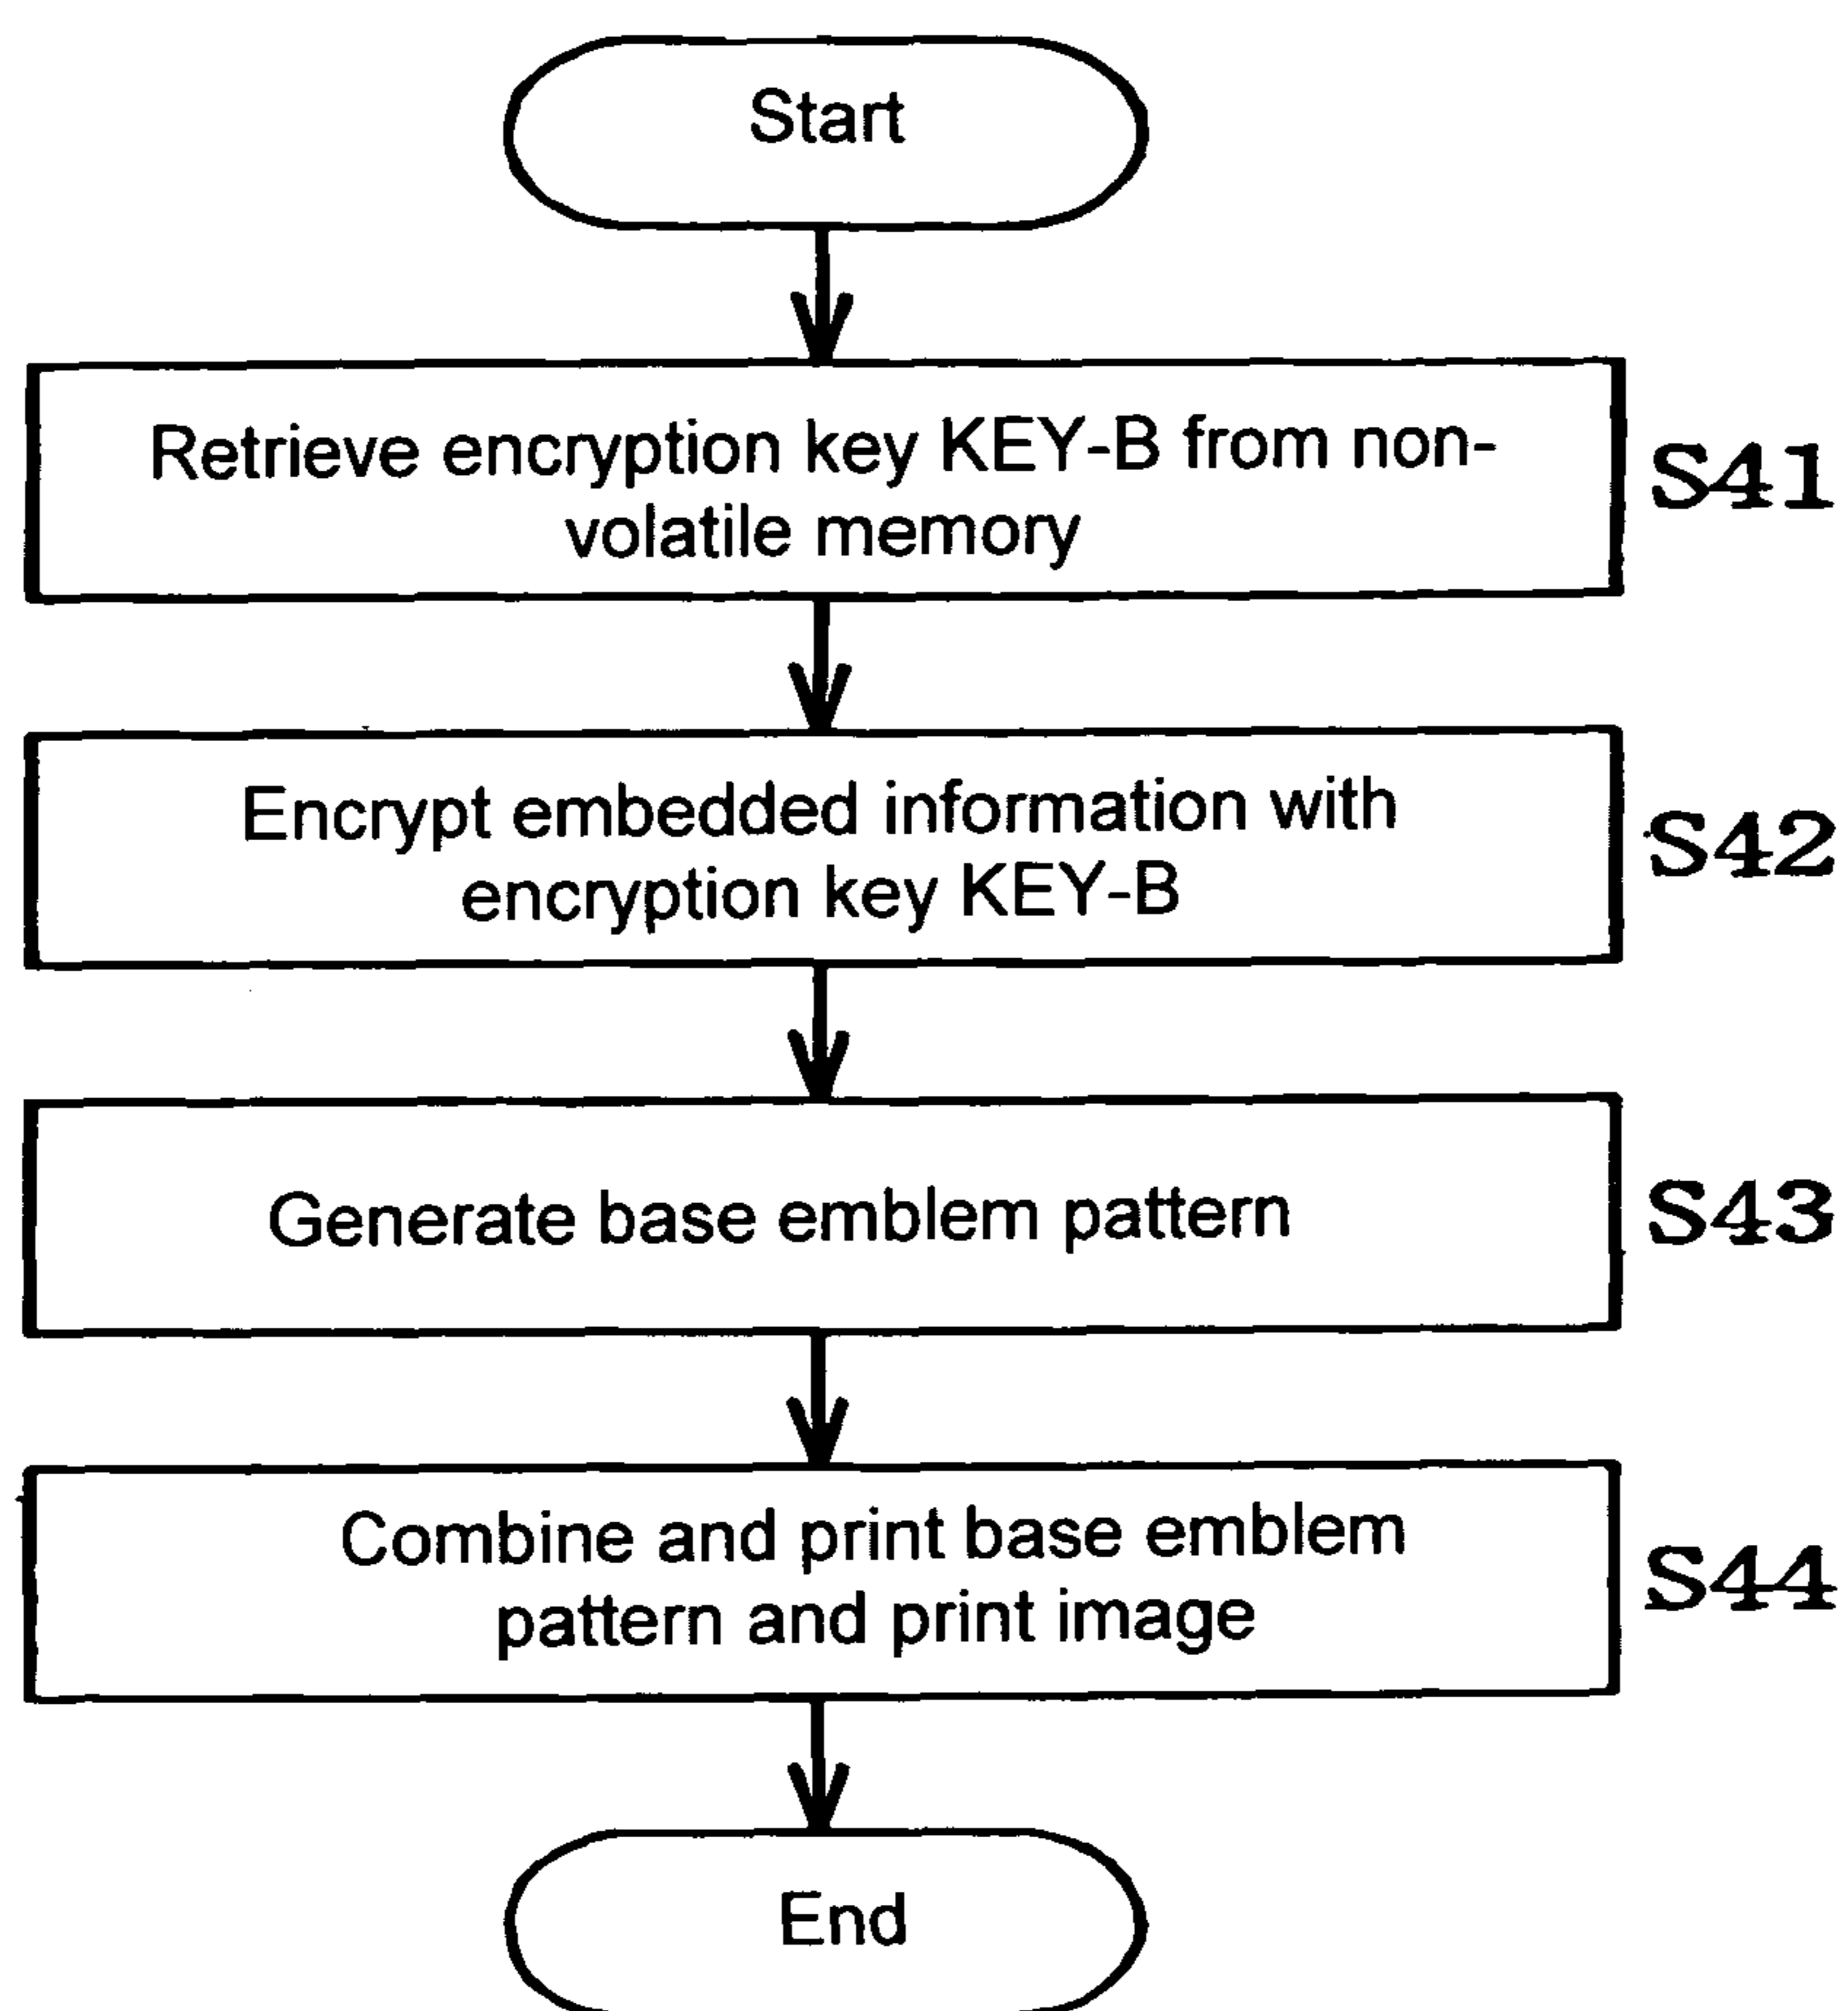 Start
Retrieve encryption key KEY-B from non-
volatile memory
S41
Encrypt embedded information with
encryption key KEY-B
S42
Generate base emblem pattern
S43
Combine and print base emblem
pattern and print image
S44
End